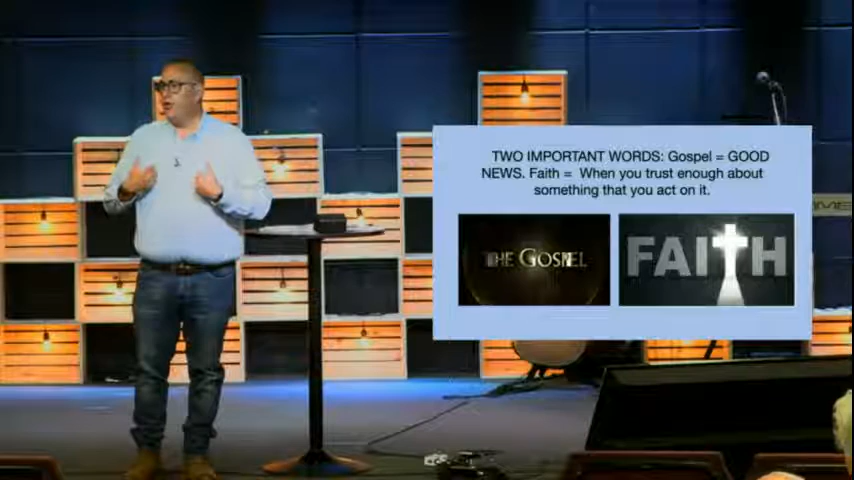 TWO IMPORTANT WORDS: Gospel = GOOD
NEWS. Faith = When you trust enough about
something that you act on it.
THE GOSPEL
FAITH